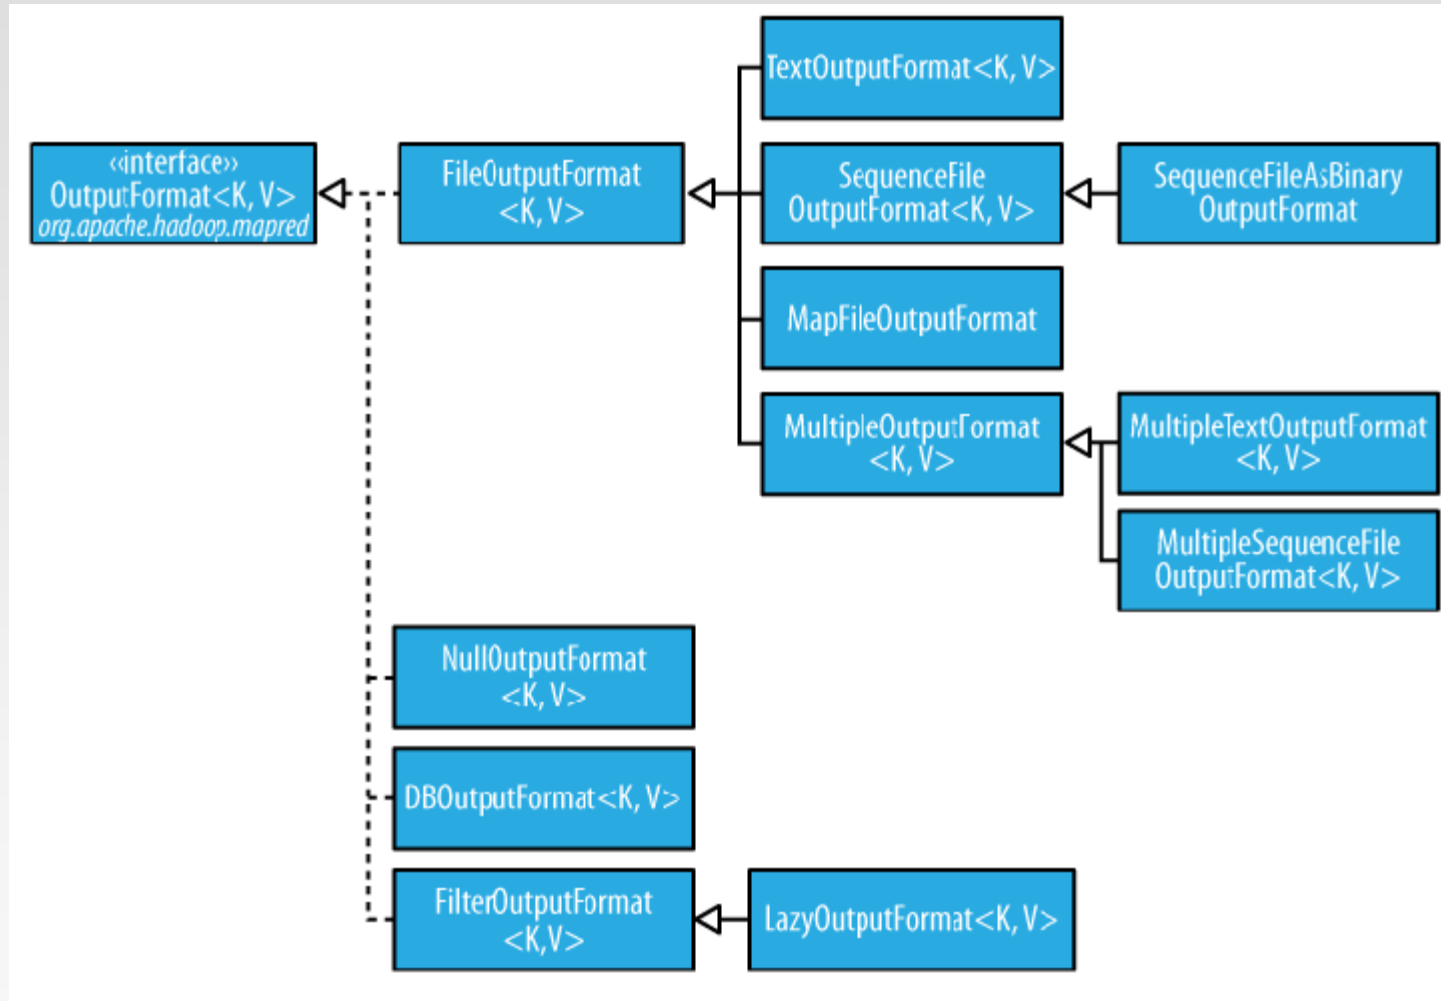 TextOutputFormat<K, V>
«interface»
OutputFormat<K, V>
org.apache.hadoop.mapred
FileOutputFormat
<K, V>
SequenceFile
OutputFormat<K, V>
SequenceFileAsBinary
OutputFormat
MapFileOutputFormat
MultipleOutputFormat
<K, V>
MultipleTextOutputFormat
<K, V>
MultipleSequenceFile
OutputFormat<K, V>
NullOutputFormat
<K, V>
DBOutputFormat<K, V>
FilterOutputFormat
<K,V>
LazyOutputFormat<K, V>